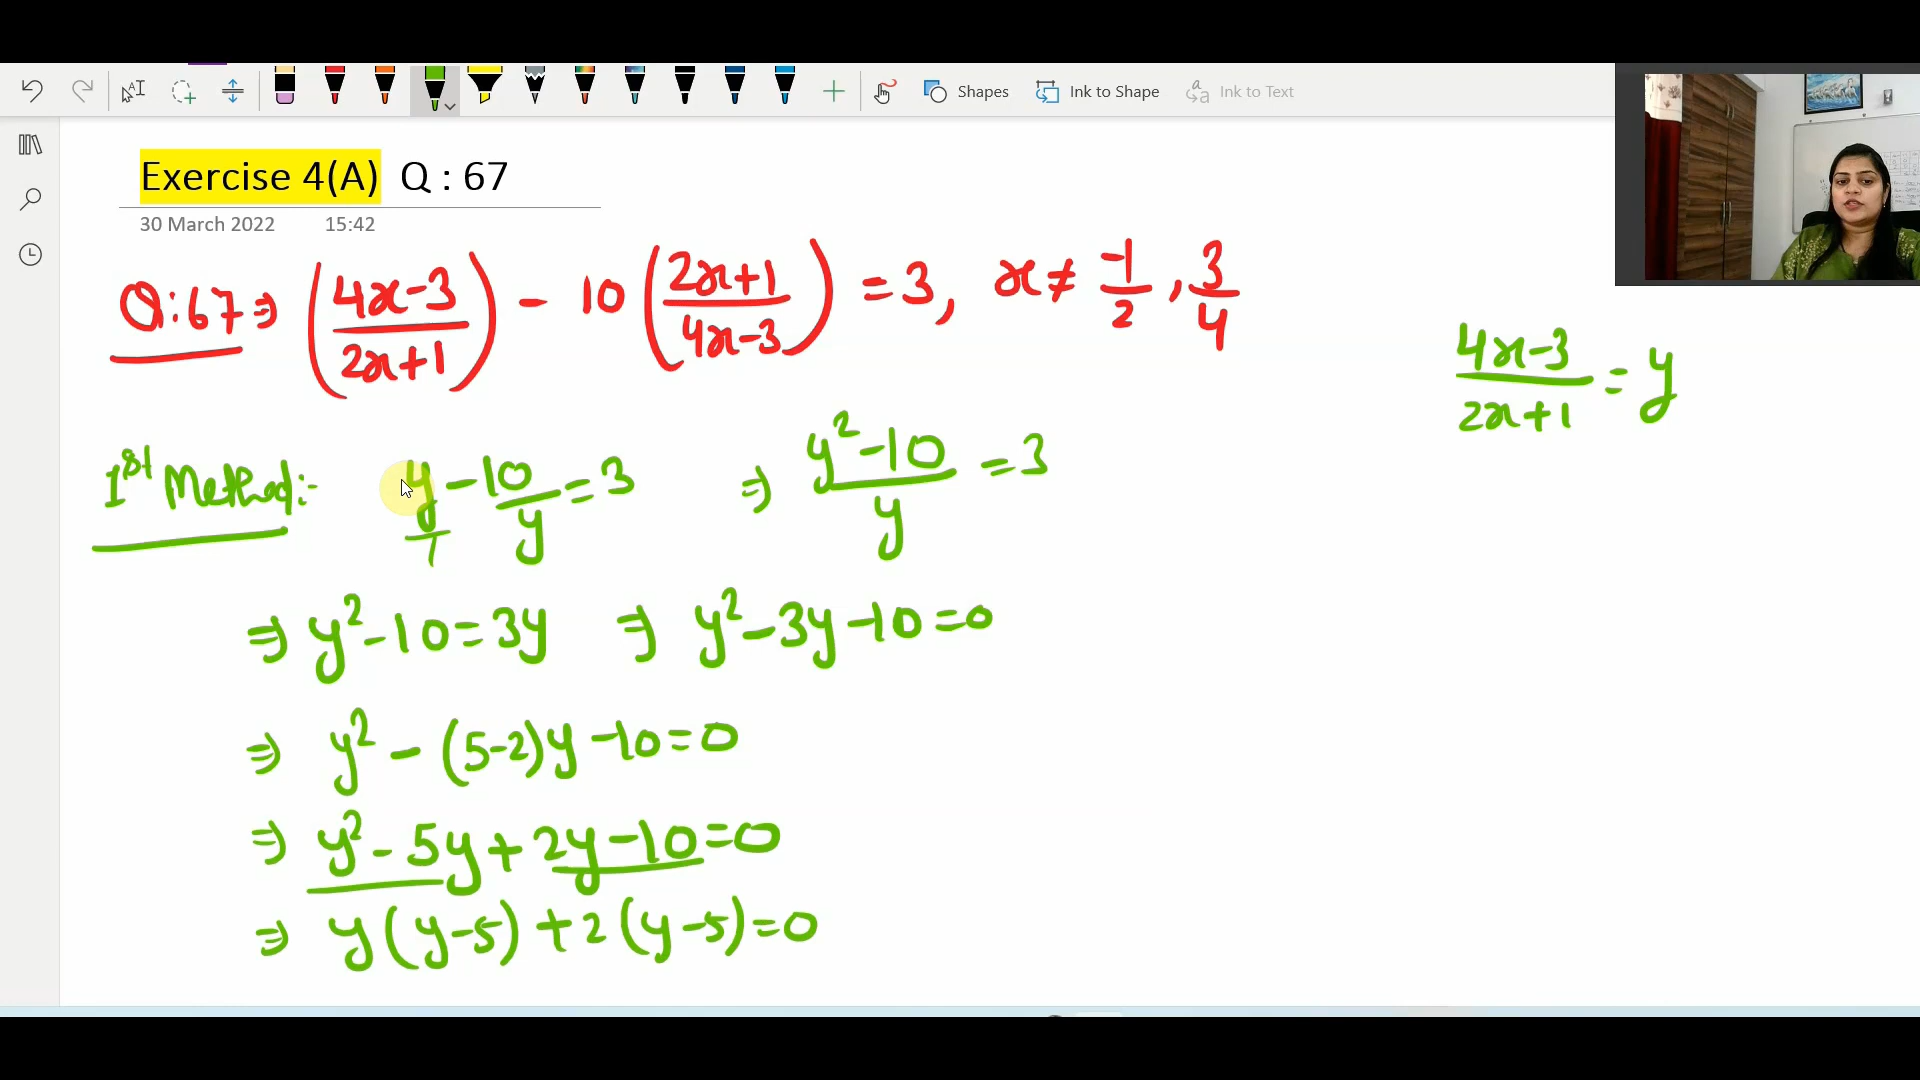 Shapes Ink to Shape Ink to Text
Exercise 4(A) Q : 67
30 March 2022 15:42
Q:67 ⇒ ((4x-3)/(2x+1)) - 10 ((2x+1)/(4x-3)) = 3, x ≠ -1/2, 3/4
(4x-3)/(2x+1) = y
1st Method:- y/1 - 10/y = 3 ⇒ (y²-10)/y = 3
⇒ y²-10=3y ⇒ y²-3y-10=0
⇒ y² - (5-2)y -10=0
⇒ y² - 5y + 2y - 10 = 0
⇒ y(y-5) + 2(y-5) = 0